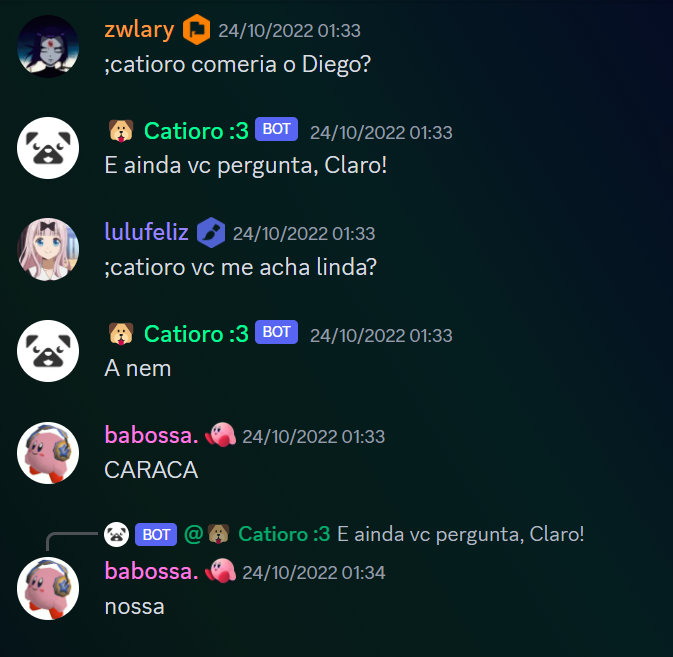 zwlary 24/10/2022 01:33
;catioro comeria o Diego?
Catioro :3 BOT 24/10/2022 01:33
E ainda vc pergunta, Claro!
lulufeliz 24/10/2022 01:33
;catioro vc me acha linda?
Catioro :3 BOT 24/10/2022 01:33
A nem
babossa. 24/10/2022 01:33
CARACA
BOT @ Catioro :3 E ainda vc pergunta, Claro!
babossa. 24/10/2022 01:34
nossa